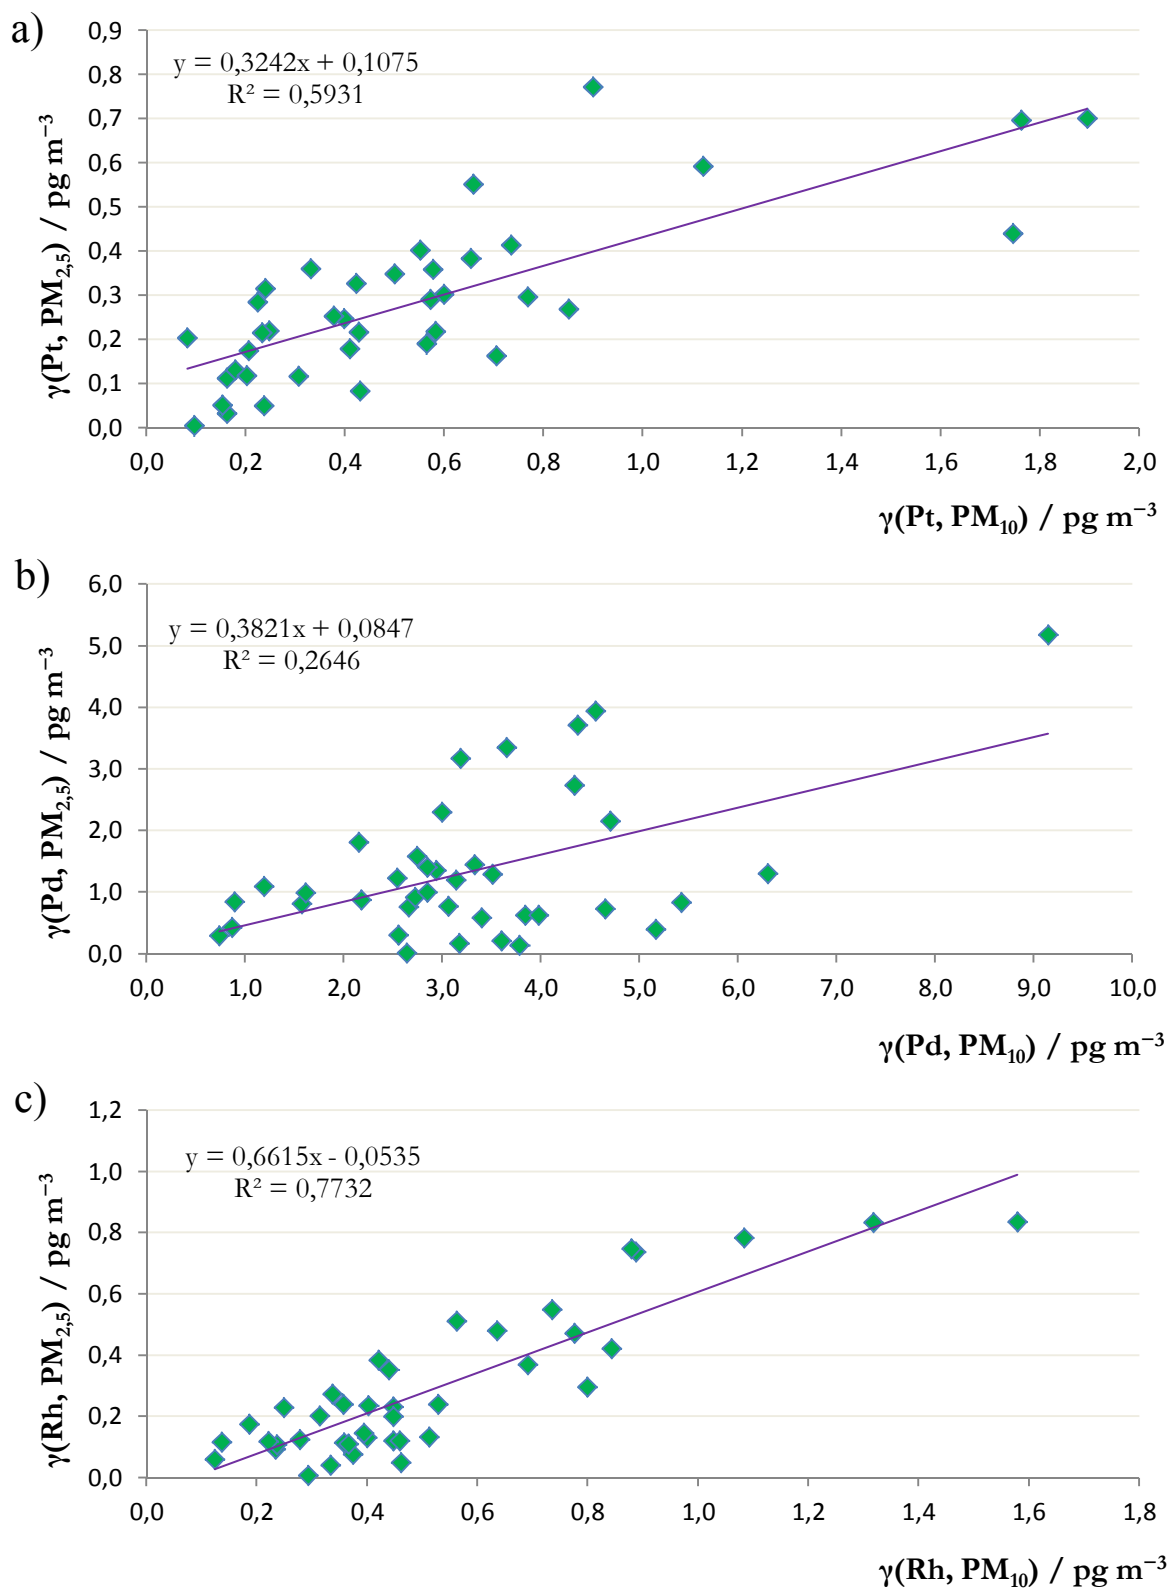 a)
y = 0,3242x + 0,1075
R² = 0,5931
γ(Pt, PM2,5) / pg m⁻³
0,9
0,8
0,7
0,6
0,5
0,4
0,3
0,2
0,1
0,0
0,0 0,2 0,4 0,6 0,8 1,0 1,2 1,4 1,6 1,8 2,0
γ(Pt, PM10) / pg m⁻³
b)
y = 0,3821x + 0,0847
R² = 0,2646
γ(Pd, PM2,5) / pg m⁻³
6,0
5,0
4,0
3,0
2,0
1,0
0,0
0,0 1,0 2,0 3,0 4,0 5,0 6,0 7,0 8,0 9,0 10,0
γ(Pd, PM10) / pg m⁻³
c)
y = 0,6615x - 0,0535
R² = 0,7732
γ(Rh, PM2,5) / pg m⁻³
1,2
1,0
0,8
0,6
0,4
0,2
0,0
0,0 0,2 0,4 0,6 0,8 1,0 1,2 1,4 1,6 1,8
γ(Rh, PM10) / pg m⁻³